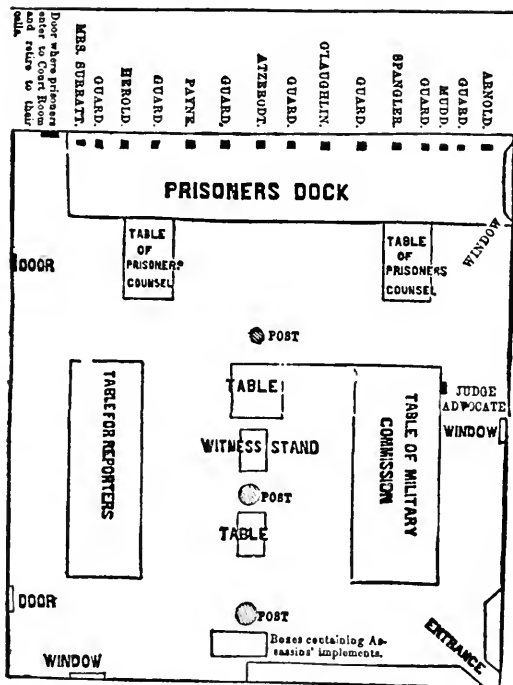 Door where prisoners
enter to Court Room
and retire to their
cells.
MRS. SURRATT.
GUARD.
HEROLD.
GUARD.
PAYNE.
GUARD.
ATZERODT.
GUARD.
O'LAUGHLIN.
GUARD.
SPANGLER.
GUARD.
MUDD.
GUARD.
ARNOLD.
PRISONERS DOCK
WINDOW
TABLE
OF
PRISONERS
COUNSEL
TABLE
OF
PRISONERS
COUNSEL
DOOR
POST
TABLE FOR REPORTERS
TABLE
TABLE OF MILITARY
COMMISSION
JUDGE
ADVOCATE
WINDOW
WITNESS STAND
POST
TABLE
DOOR
POST
Boxes containing As-
sassins' implements.
ENTRANCE
WINDOW